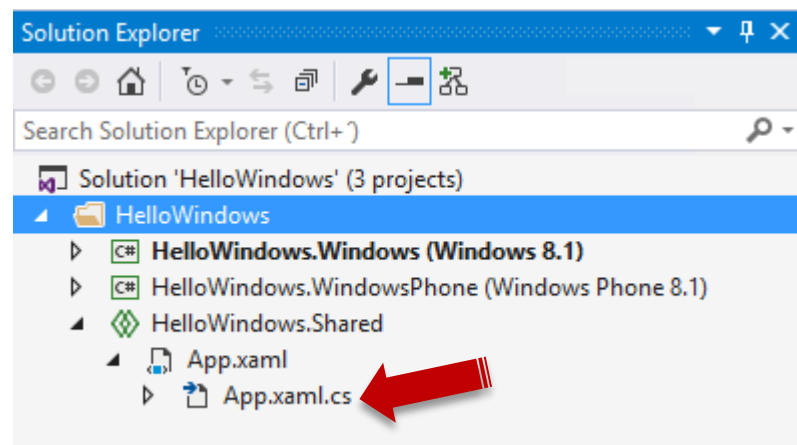 Solution Explorer
Search Solution Explorer (Ctrl+´)
Solution 'HelloWindows' (3 projects)
HelloWindows
C# HelloWindows.Windows (Windows 8.1)
C# HelloWindows.WindowsPhone (Windows Phone 8.1)
HelloWindows.Shared
App.xaml
App.xaml.cs